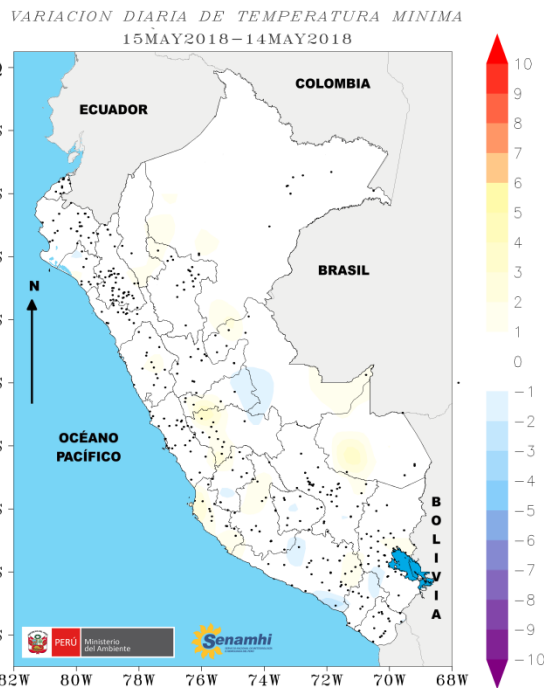 VARIACION DIARIA DE TEMPERATURA MINIMA
15MAY2018-14MAY2018
COLOMBIA
ECUADOR
BRASIL
N
OCÉANO
PACÍFICO
BOLIVIA
10
9
8
7
6
5
4
3
2
1
0
-1
-2
-3
-4
-5
-6
-7
-8
-9
-10
PERÚ
Ministerio
del Ambiente
Senamhi
82W 80W 78W 76W 74W 72W 70W 68W